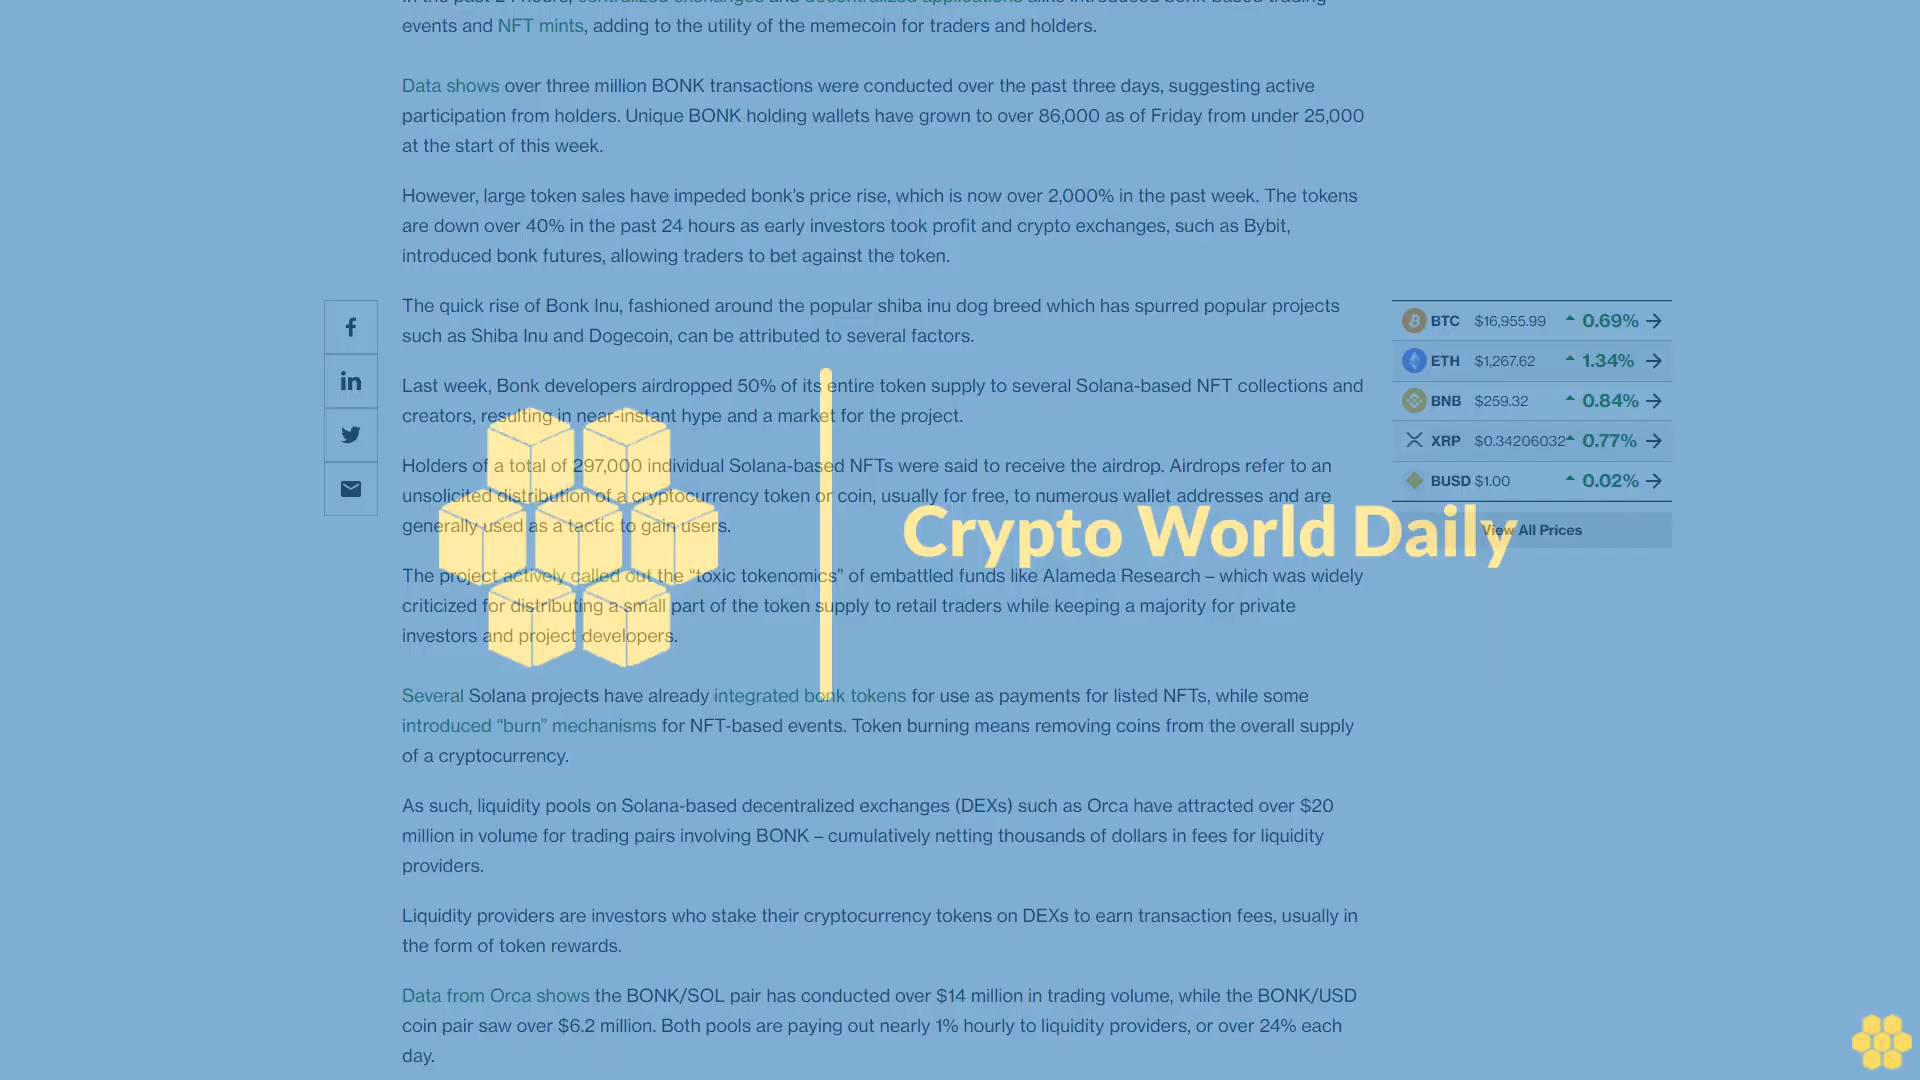 In the past 24 hours, centralized exchanges and decentralized applications alike introduced bonk-based trading
events and NFT mints, adding to the utility of the memecoin for traders and holders.
Data shows over three million BONK transactions were conducted over the past three days, suggesting active
participation from holders. Unique BONK holding wallets have grown to over 86,000 as of Friday from under 25,000
at the start of this week.
However, large token sales have impeded bonk’s price rise, which is now over 2,000% in the past week. The tokens
are down over 40% in the past 24 hours as early investors took profit and crypto exchanges, such as Bybit,
introduced bonk futures, allowing traders to bet against the token.
The quick rise of Bonk Inu, fashioned around the popular shiba inu dog breed which has spurred popular projects
such as Shiba Inu and Dogecoin, can be attributed to several factors.
Last week, Bonk developers airdropped 50% of its entire token supply to several Solana-based NFT collections and
creators, resulting in near-instant hype and a market for the project.
Holders of a total of 297,000 individual Solana-based NFTs were said to receive the airdrop. Airdrops refer to an
unsolicited distribution of a cryptocurrency token or coin, usually for free, to numerous wallet addresses and are
generally used as a tactic to gain users.
The project actively called out the “toxic tokenomics” of embattled funds like Alameda Research – which was widely
criticized for distributing a small part of the token supply to retail traders while keeping a majority for private
investors and project developers.
Several Solana projects have already integrated bonk tokens for use as payments for listed NFTs, while some
introduced “burn” mechanisms for NFT-based events. Token burning means removing coins from the overall supply
of a cryptocurrency.
As such, liquidity pools on Solana-based decentralized exchanges (DEXs) such as Orca have attracted over $20
million in volume for trading pairs involving BONK – cumulatively netting thousands of dollars in fees for liquidity
providers.
Liquidity providers are investors who stake their cryptocurrency tokens on DEXs to earn transaction fees, usually in
the form of token rewards.
Data from Orca shows the BONK/SOL pair has conducted over $14 million in trading volume, while the BONK/USD
coin pair saw over $6.2 million. Both pools are paying out nearly 1% hourly to liquidity providers, or over 24% each
day.
BTC $16,955.99 0.69%
ETH $1,267.62 1.34%
BNB $259.32 0.84%
XRP $0.34206032 0.77%
BUSD $1.00 0.02%
View All Prices
Crypto World Daily